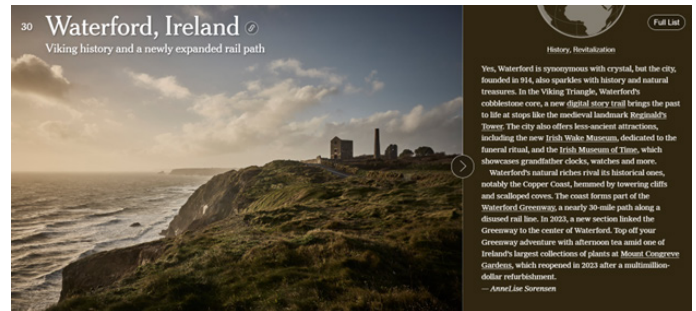 30 Waterford, Ireland
Viking history and a newly expanded rail path
Full List
History, Revitalization
Yes, Waterford is synonymous with crystal, but the city,
founded in 914, also sparkles with history and natural
treasures. In the Viking Triangle, Waterford's
cobblestone core, a new digital story trail brings the past
to life at stops like the medieval landmark Reginald's
Tower. The city also offers less-ancient attractions,
including the new Irish Wake Museum, dedicated to the
funeral ritual, and the Irish Museum of Time, which
showcases grandfather clocks, watches and more.
Waterford's natural riches rival its historical ones,
notably the Copper Coast, hemmed by towering cliffs
and scalloped coves. The coast forms part of the
Waterford Greenway, a nearly 30-mile path along a
disused rail line. In 2023, a new section linked the
Greenway to the center of Waterford. Top off your
Greenway adventure with afternoon tea amid one of
Ireland's largest collections of plants at Mount Congreve
Gardens, which reopened in 2023 after a multimillion-
dollar refurbishment.
— AnneLise Sorensen